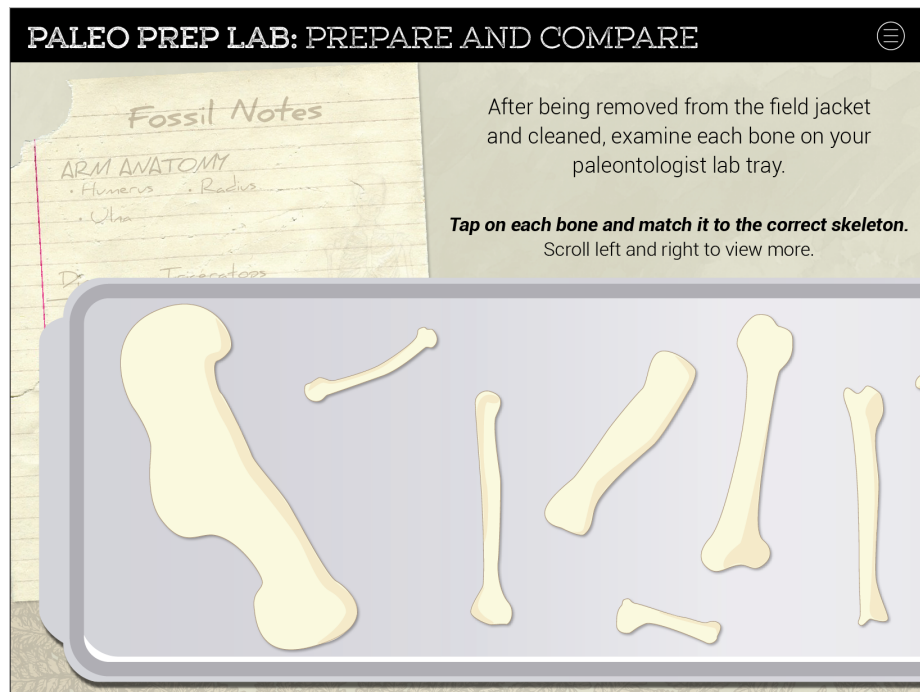 PALEO PREP LAB: PREPARE AND COMPARE
Fossil Notes
ARM ANATOMY
• Humerus • Radius
• Ulna
Triceratops
After being removed from the field jacket
and cleaned, examine each bone on your
paleontologist lab tray.
Tap on each bone and match it to the correct skeleton.
Scroll left and right to view more.